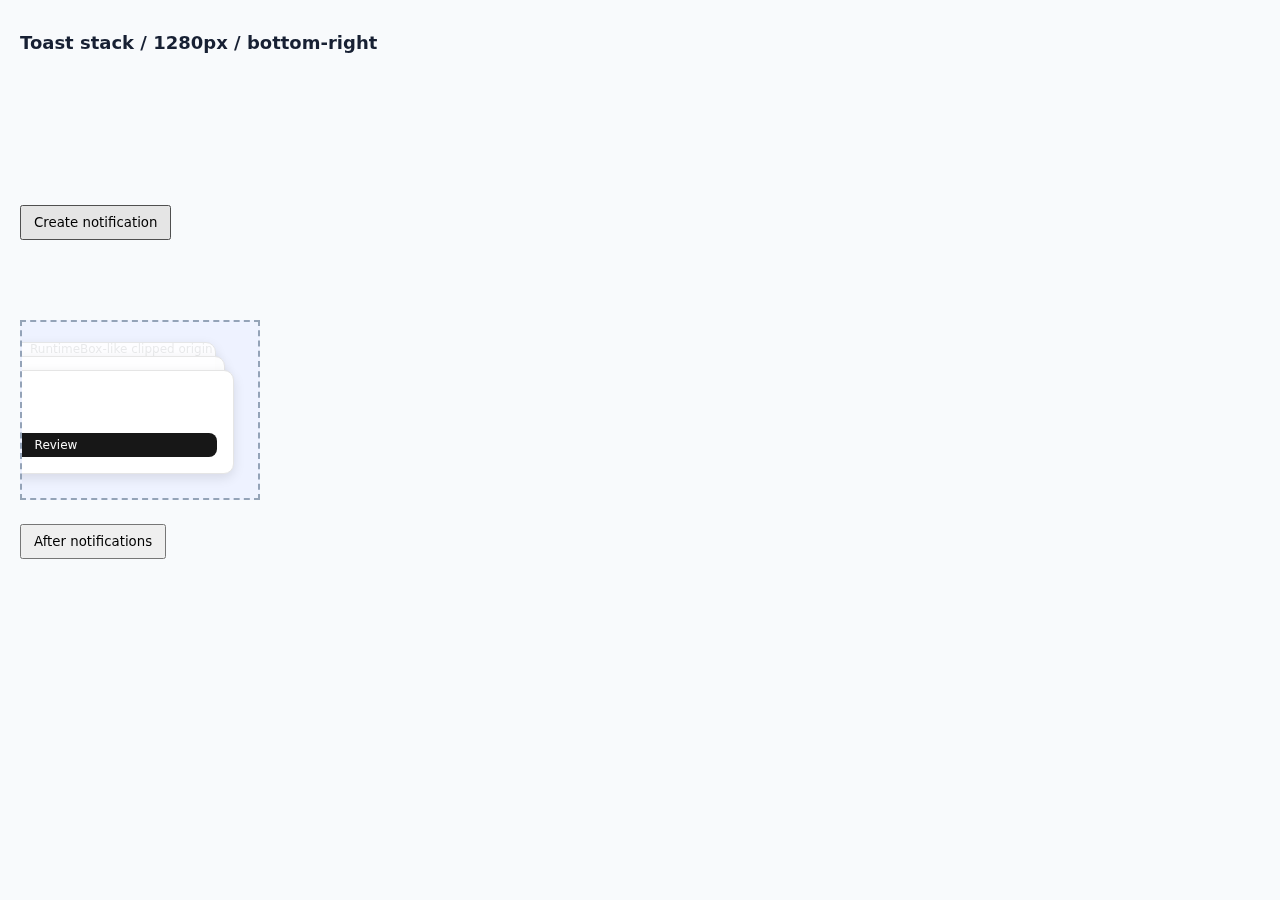 Toast stack / 1280px / bottom-right
Create notification
RuntimeBox-like clipped origin
Review
After notifications